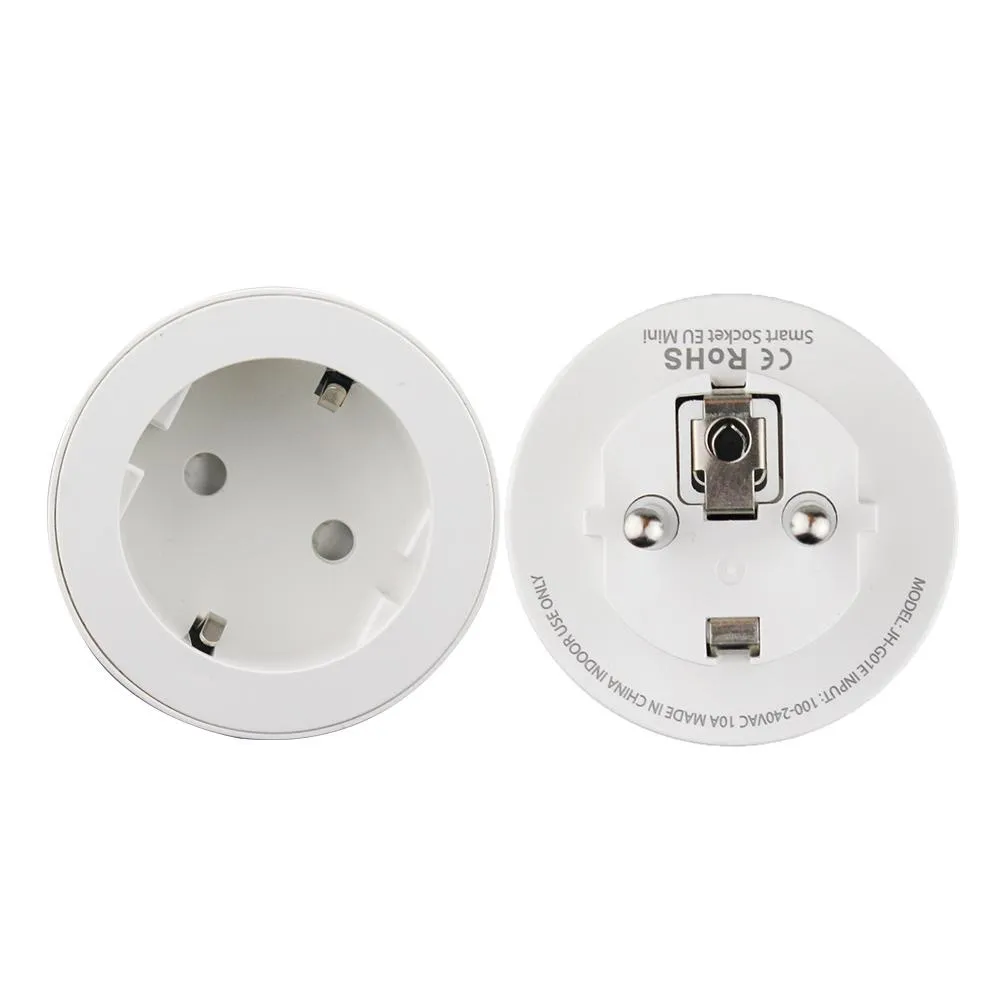 Smart Socket EU Mini
CE RoHS
MODEL: JH-G01E INPUT: 100-240VAC 10A MADE IN CHINA INDOOR USE ONLY